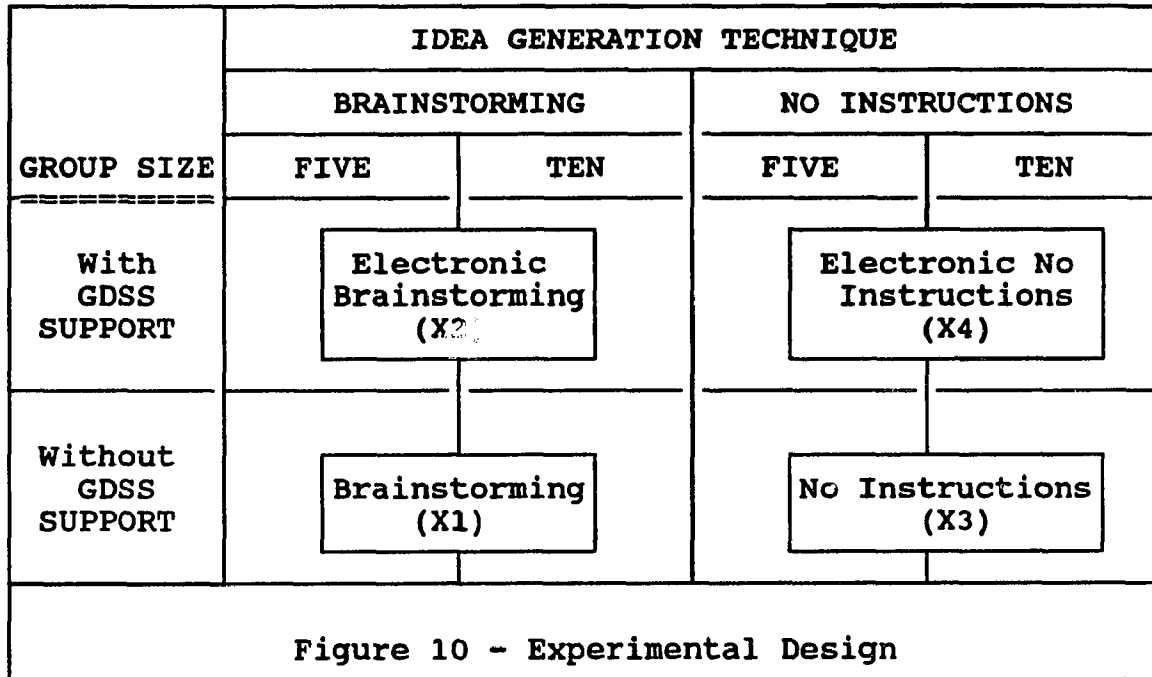 IDEA GENERATION TECHNIQUE
BRAINSTORMING NO INSTRUCTIONS
GROUP SIZE FIVE TEN FIVE TEN
==========
With
GDSS
SUPPORT
Electronic
Brainstorming
(X2
Electronic No
Instructions
(X4)
Without
GDSS
SUPPORT
Brainstorming
(X1)
No Instructions
(X3)
Figure 10 - Experimental Design